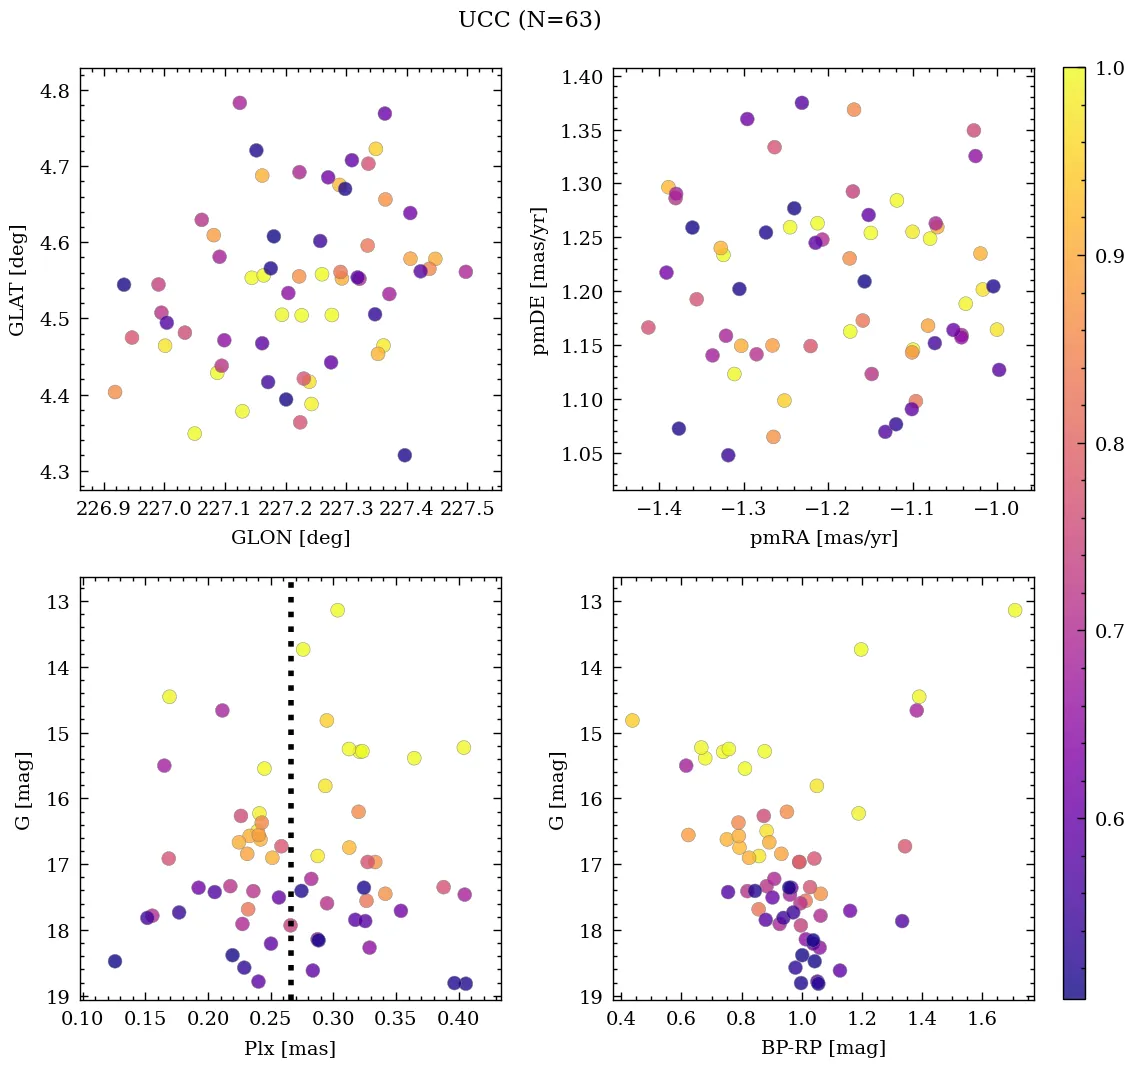 UCC (N=63)
4.8
4.7
4.6
4.5
4.4
4.3
GLAT [deg]
226.9 227.0 227.1 227.2 227.3 227.4 227.5
GLON [deg]
1.40
1.35
1.30
1.25
1.20
1.15
1.10
1.05
pmDE [mas/yr]
−1.4 −1.3 −1.2 −1.1 −1.0
pmRA [mas/yr]
1.0
0.9
0.8
0.7
0.6
13
14
15
16
17
18
19
G [mag]
0.10 0.15 0.20 0.25 0.30 0.35 0.40
Plx [mas]
13
14
15
16
17
18
19
G [mag]
0.4 0.6 0.8 1.0 1.2 1.4 1.6
BP-RP [mag]